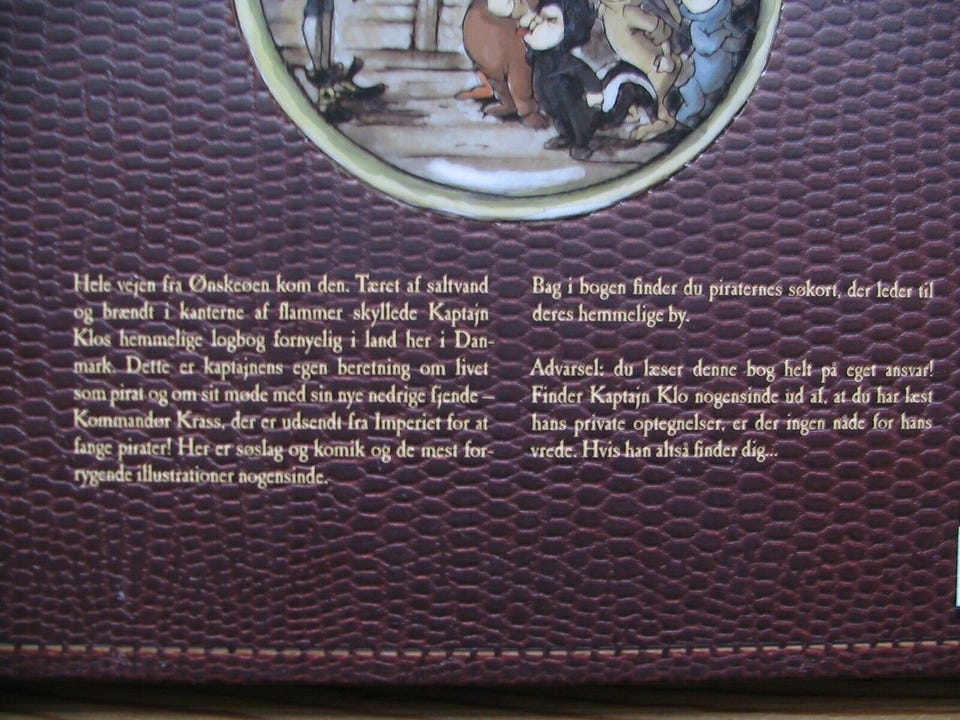 Hele vejen fra Ønskeøen kom den. Tæret af saltvand
og brændt i kanterne af flammer skyllede Kaptajn
Klos hemmelige logbog fornyelig i land her i Dan-
mark. Dette er kaptajnens egen beretning om livet
som pirat og om sit møde med sin nye nedrige fjende –
Kommandør Krass, der er udsendt fra Imperiet for at
fange pirater! Her er søslag og komik og de mest for-
rygende illustrationer nogensinde.
Bag i bogen finder du piraternes søkort, der leder til
deres hemmelige by.
Advarsel: du læser denne bog helt på eget ansvar!
Finder Kaptajn Klo nogensinde ud af, at du har læst
hans private optegnelser, er der ingen nåde for hans
vrede. Hvis han altså finder dig...